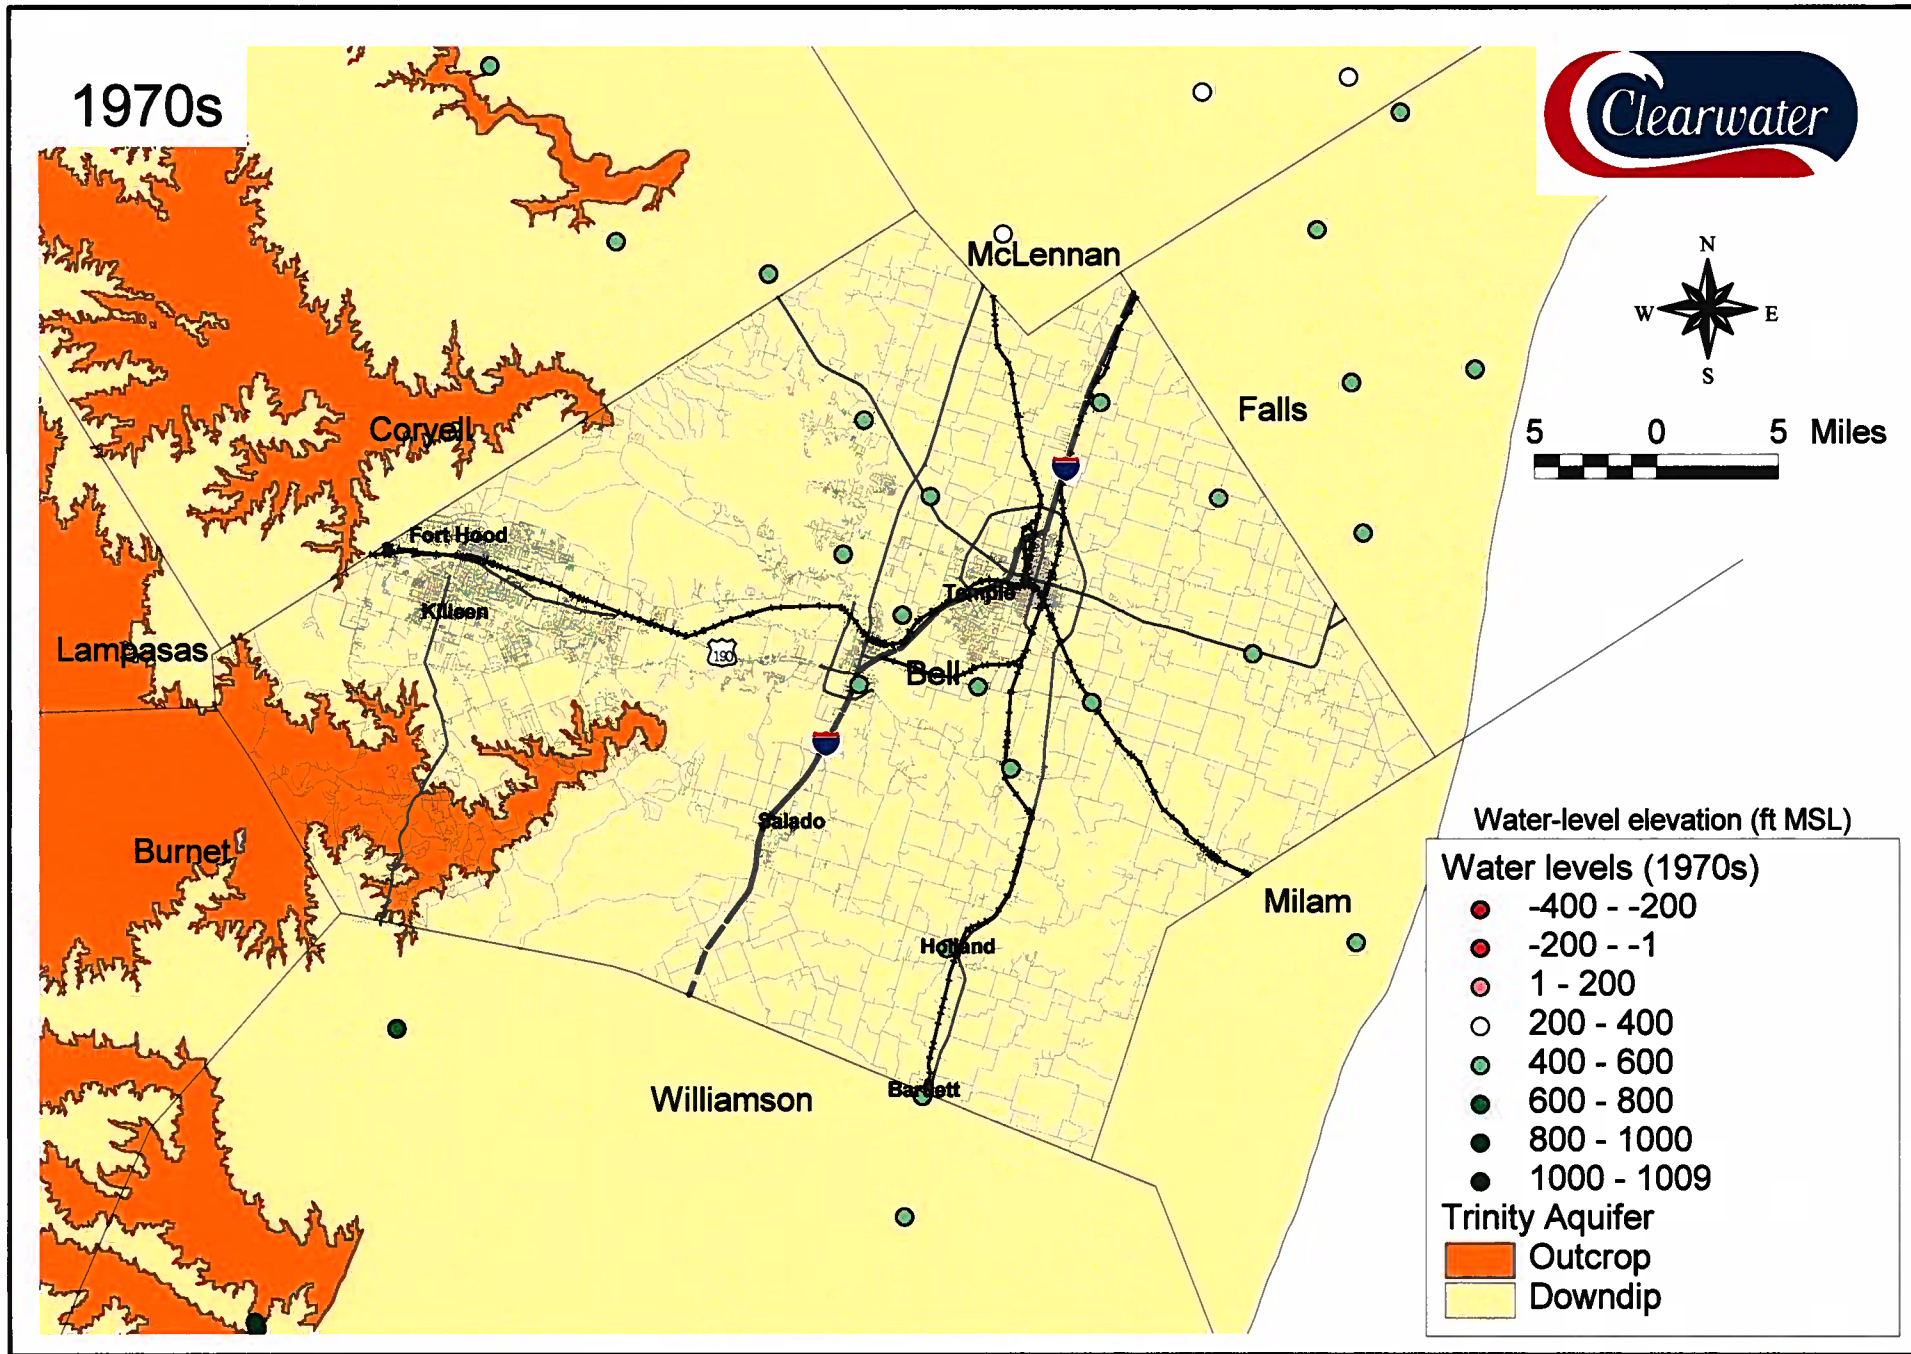 1970s
Clearwater
McLennan
N
W E
S
Falls
5 0 5 Miles
Coryell
Fort Hood
Killeen
Temple
Lampasas
190
Bell
Salado
Burnet
Water-level elevation (ft MSL)
Water levels (1970s)
-400 - -200
-200 - -1
1 - 200
200 - 400
400 - 600
600 - 800
800 - 1000
1000 - 1009
Trinity Aquifer
Outcrop
Downdip
Milam
Holland
Williamson
Bartlett